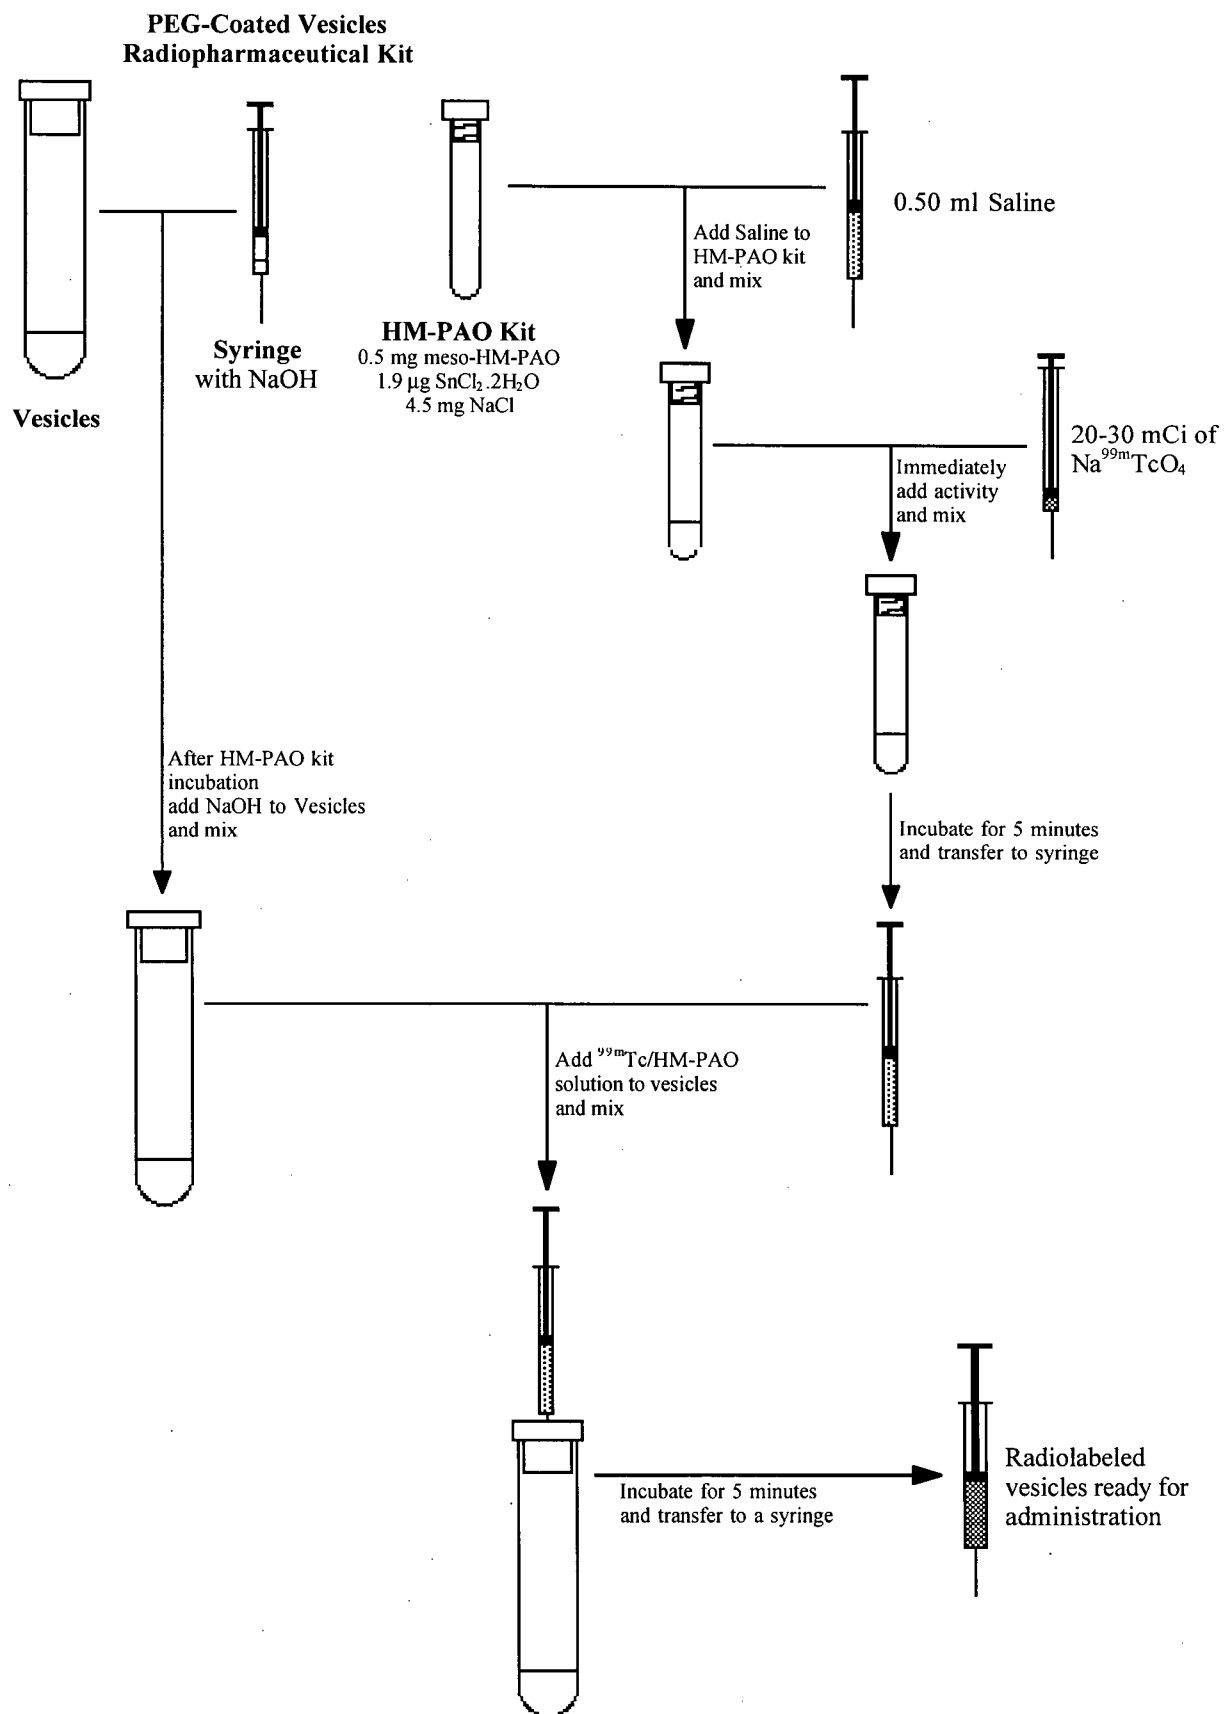 PEG-Coated Vesicles
Radiopharmaceutical Kit
0.50 ml Saline
Add Saline to
HM-PAO kit
and mix
Vesicles
Syringe
with NaOH
HM-PAO Kit
0.5 mg meso-HM-PAO
1.9 µg SnCl₂.2H₂O
4.5 mg NaCl
20-30 mCi of
Na⁹⁹ᵐTcO₄
Immediately
add activity
and mix
After HM-PAO kit
incubation
add NaOH to Vesicles
and mix
Incubate for 5 minutes
and transfer to syringe
Add ⁹⁹ᵐTc/HM-PAO
solution to vesicles
and mix
Incubate for 5 minutes
and transfer to a syringe
Radiolabeled
vesicles ready for
administration